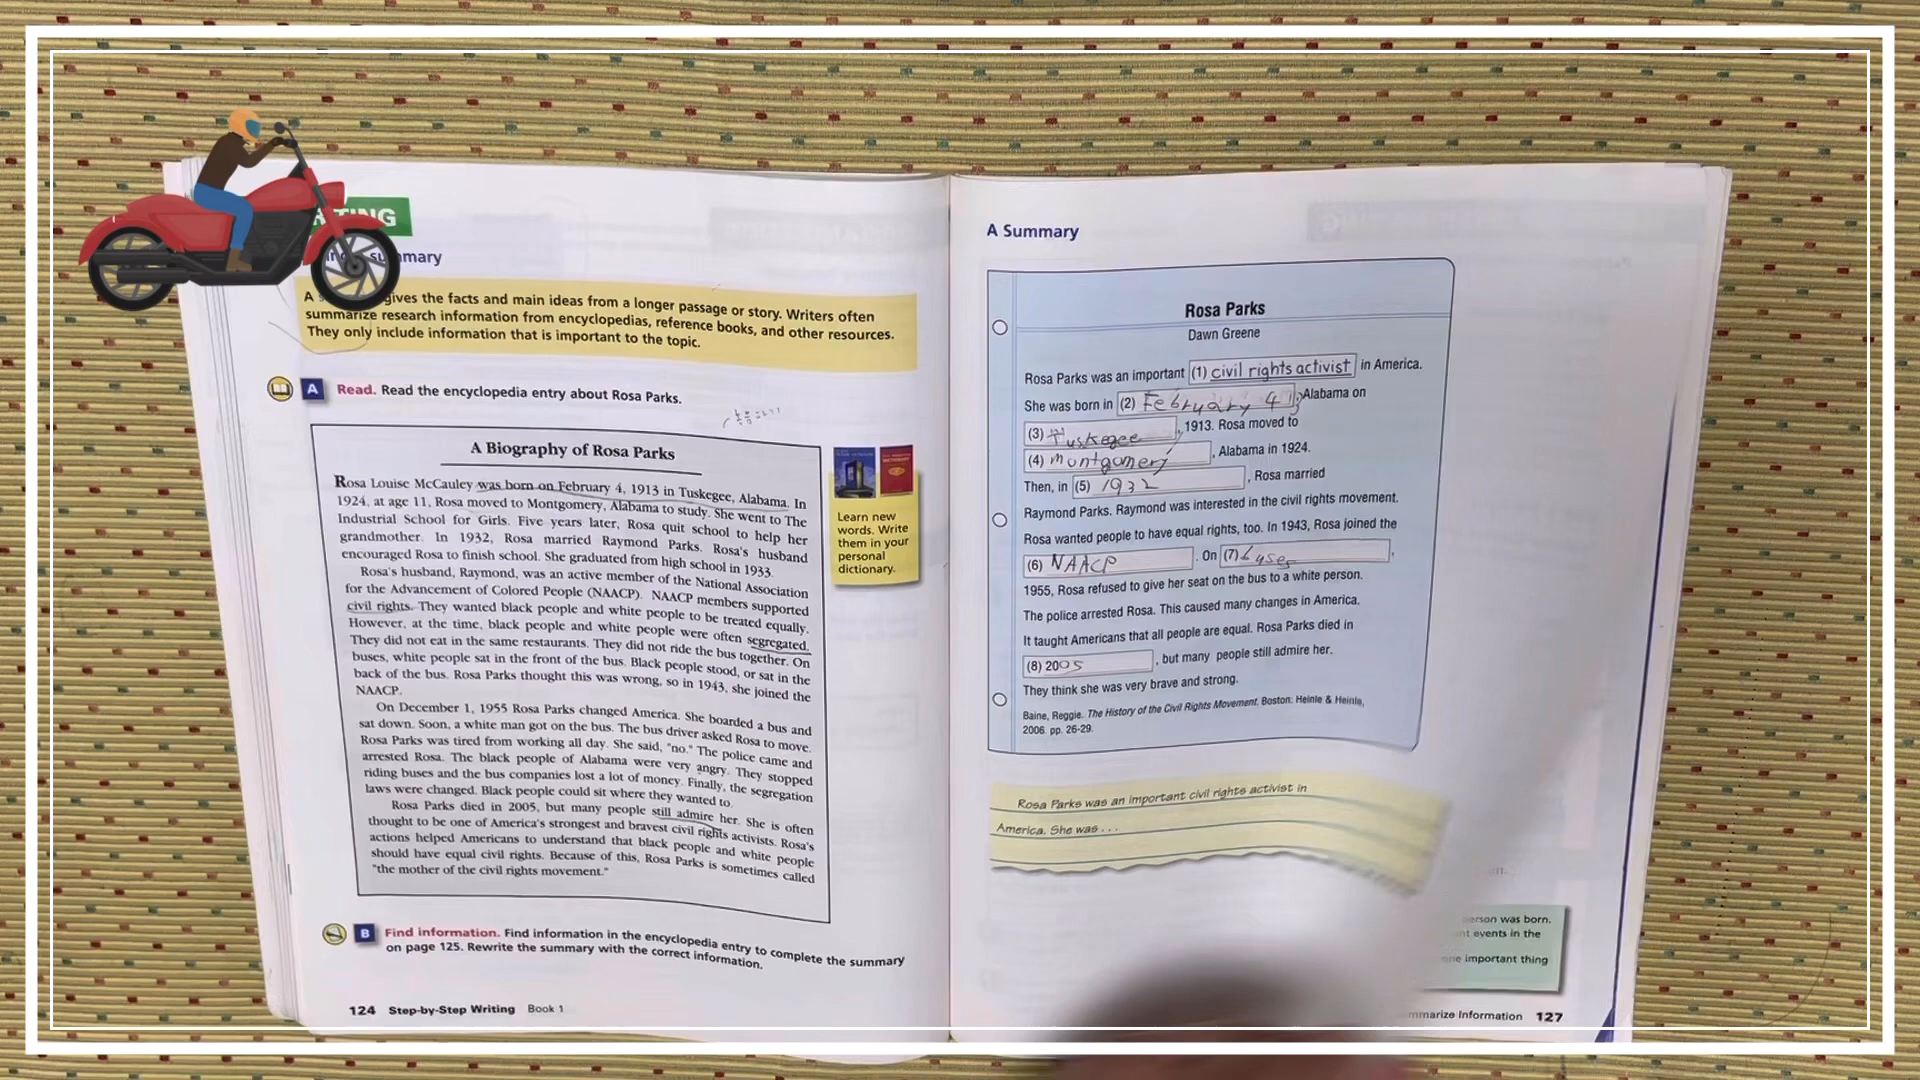 TING
summary
A gives the facts and main ideas from a longer passage or story. Writers often
summarize research information from encyclopedias, reference books, and other resources.
They only include information that is important to the topic.
A Read. Read the encyclopedia entry about Rosa Parks.
A Biography of Rosa Parks
Rosa Louise McCauley was born on February 4, 1913 in Tuskegee, Alabama. In
1924, at age 11, Rosa moved to Montgomery, Alabama to study. She went to The
Industrial School for Girls. Five years later, Rosa quit school to help her
grandmother. In 1932, Rosa married Raymond Parks. Rosa's husband
encouraged Rosa to finish school. She graduated from high school in 1933.
Rosa's husband, Raymond, was an active member of the National Association
for the Advancement of Colored People (NAACP). NAACP members supported
civil rights. They wanted black people and white people to be treated equally.
However, at the time, black people and white people were often segregated.
They did not eat in the same restaurants. They did not ride the bus together. On
buses, white people sat in the front of the bus. Black people stood, or sat in the
back of the bus. Rosa Parks thought this was wrong, so in 1943, she joined the
NAACP.
On December 1, 1955 Rosa Parks changed America. She boarded a bus and
sat down. Soon, a white man got on the bus. The bus driver asked Rosa to move.
Rosa Parks was tired from working all day. She said, "no." The police came and
arrested Rosa. The black people of Alabama were very angry. They stopped
riding buses and the bus companies lost a lot of money. Finally, the segregation
laws were changed. Black people could sit where they wanted to.
Rosa Parks died in 2005, but many people still admire her. She is often
thought to be one of America's strongest and bravest civil rights activists. Rosa's
actions helped Americans to understand that black people and white people
should have equal civil rights. Because of this, Rosa Parks is sometimes called
"the mother of the civil rights movement."
Learn new
words. Write
them in your
personal
dictionary.
B Find information. Find information in the encyclopedia entry to complete the summary
on page 125. Rewrite the summary with the correct information.
124 Step-by-Step Writing Book 1
A Summary
Rosa Parks
Dawn Greene
Rosa Parks was an important (1) civil rights activist in America.
She was born in (2) February 4, Alabama on
(3) Tuskegee, 1913. Rosa moved to
(4) montgomery, Alabama in 1924.
Then, in (5) 1932, Rosa married
Raymond Parks. Raymond was interested in the civil rights movement.
Rosa wanted people to have equal rights, too. In 1943, Rosa joined the
(6) NAACP. On (7),
1955, Rosa refused to give her seat on the bus to a white person.
The police arrested Rosa. This caused many changes in America.
It taught Americans that all people are equal. Rosa Parks died in
(8) 2005, but many people still admire her.
They think she was very brave and strong.
Baine, Reggie. The History of the Civil Rights Movement. Boston: Heinle & Heinle,
2006. pp. 26-29.
Rosa Parks was an important civil rights activist in
America. She was . . .
person was born.
events in the
important thing
Information 127